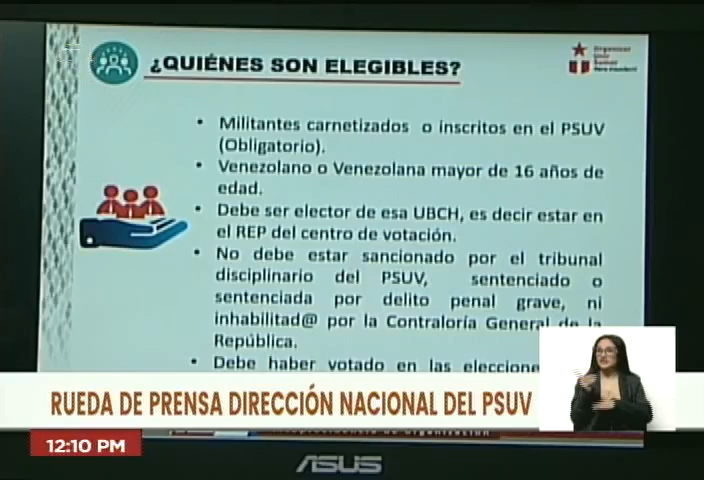 ¿QUIÉNES SON ELEGIBLES?
• Militantes carnetizados o inscritos en el PSUV
(Obligatorio).
• Venezolano o Venezolana mayor de 16 años de
edad.
• Debe ser elector de esa UBCH, es decir estar en
el REP del centro de votación.
• No debe estar sancionado por el tribunal
disciplinario del PSUV, sentenciado o
sentenciada por delito penal grave, ni
inhabilitad@ por la Contraloría General de la
República.
• Debe haber votado en las
RUEDA DE PRENSA DIRECCIÓN NACIONAL DEL PSUV
12:10 PM
ASUS